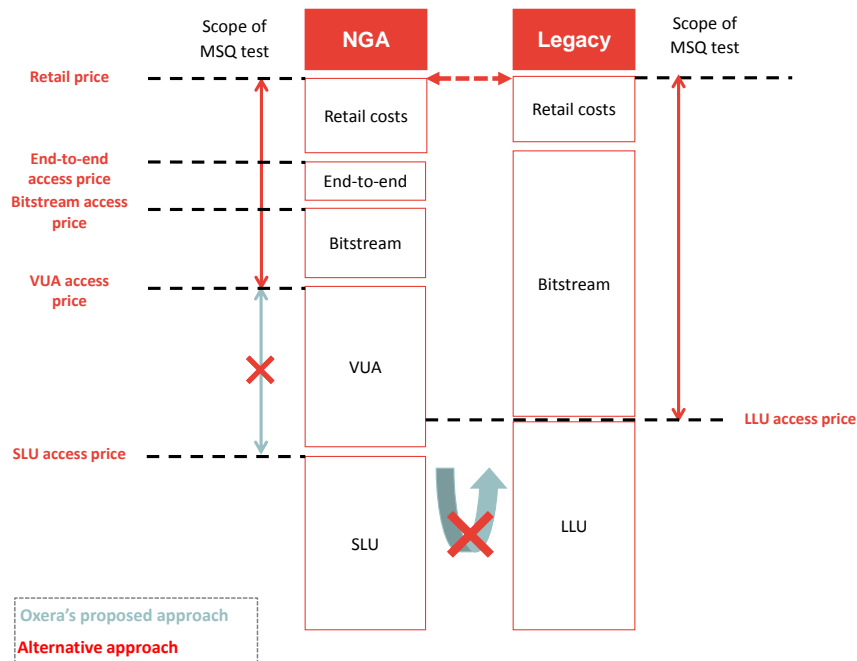 Scope of
MSQ test
NGA
Legacy
Scope of
MSQ test
Retail price
Retail costs
Retail costs
End-to-end
access price
End-to-end
Bitstream access
price
Bitstream
Bitstream
VUA access
price
VUA
LLU access price
SLU access price
SLU
LLU
Oxera's proposed approach
Alternative approach